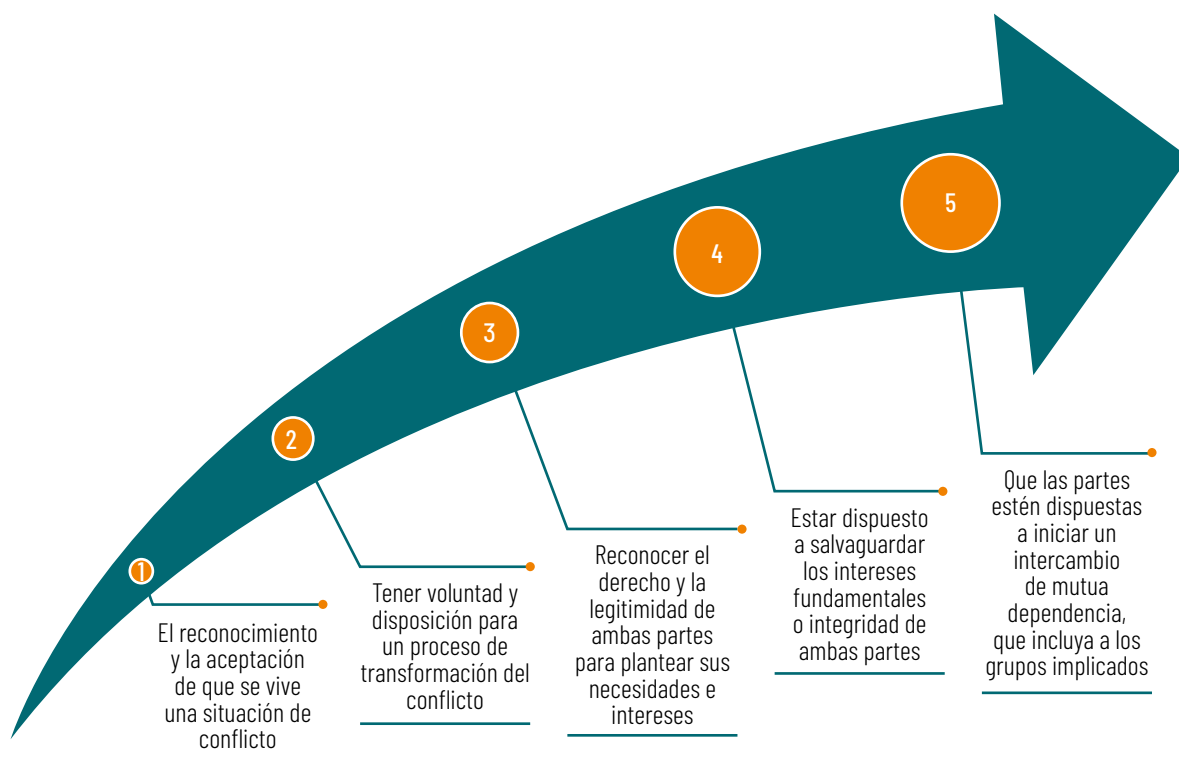 1
El reconocimiento
y la aceptación
de que se vive
una situación de
conflicto
2
Tener voluntad y
disposición para
un proceso de
transformación del
conflicto
3
Reconocer el
derecho y la
legitimidad de
ambas partes
para plantear sus
necesidades e
intereses
4
Estar dispuesto
a salvaguardar
los intereses
fundamentales
o integridad de
ambas partes
5
Que las partes
estén dispuestas
a iniciar un
intercambio
de mutua
dependencia,
que incluya a los
grupos implicados